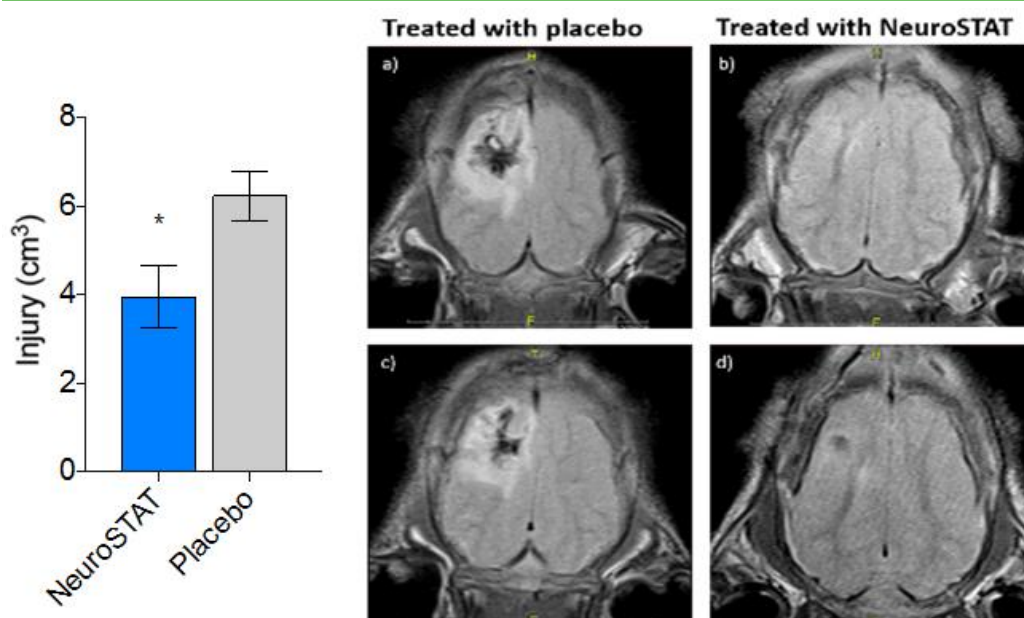 Treated with placebo
Treated with NeuroSTAT
a)
H
F
b)
c)
d)
H
8
6
4
2
0
Injury (cm³)
*
NeuroSTAT
Placebo